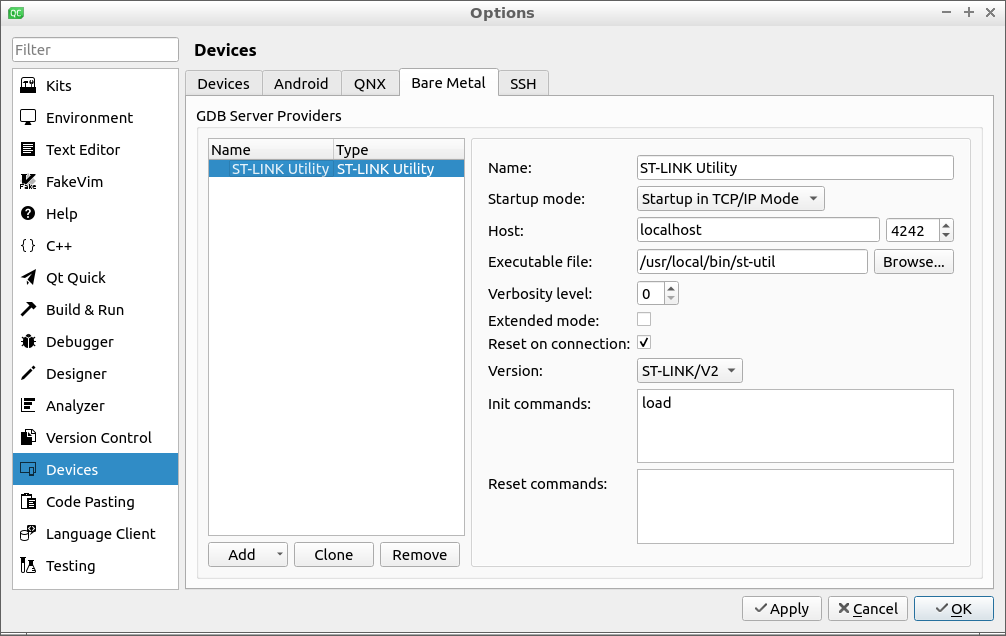 Options
Filter
Kits
Environment
Text Editor
FakeVim
Help
C++
Qt Quick
Build & Run
Debugger
Designer
Analyzer
Version Control
Devices
Code Pasting
Language Client
Testing
Devices
Devices Android QNX Bare Metal SSH
GDB Server Providers
Name Type
ST-LINK Utility ST-LINK Utility
Add Clone Remove
Name: ST-LINK Utility
Startup mode: Startup in TCP/IP Mode
Host: localhost 4242
Executable file: /usr/local/bin/st-util Browse...
Verbosity level: 0
Extended mode:
Reset on connection:
Version: ST-LINK/V2
Init commands: load
Reset commands:
Apply Cancel OK